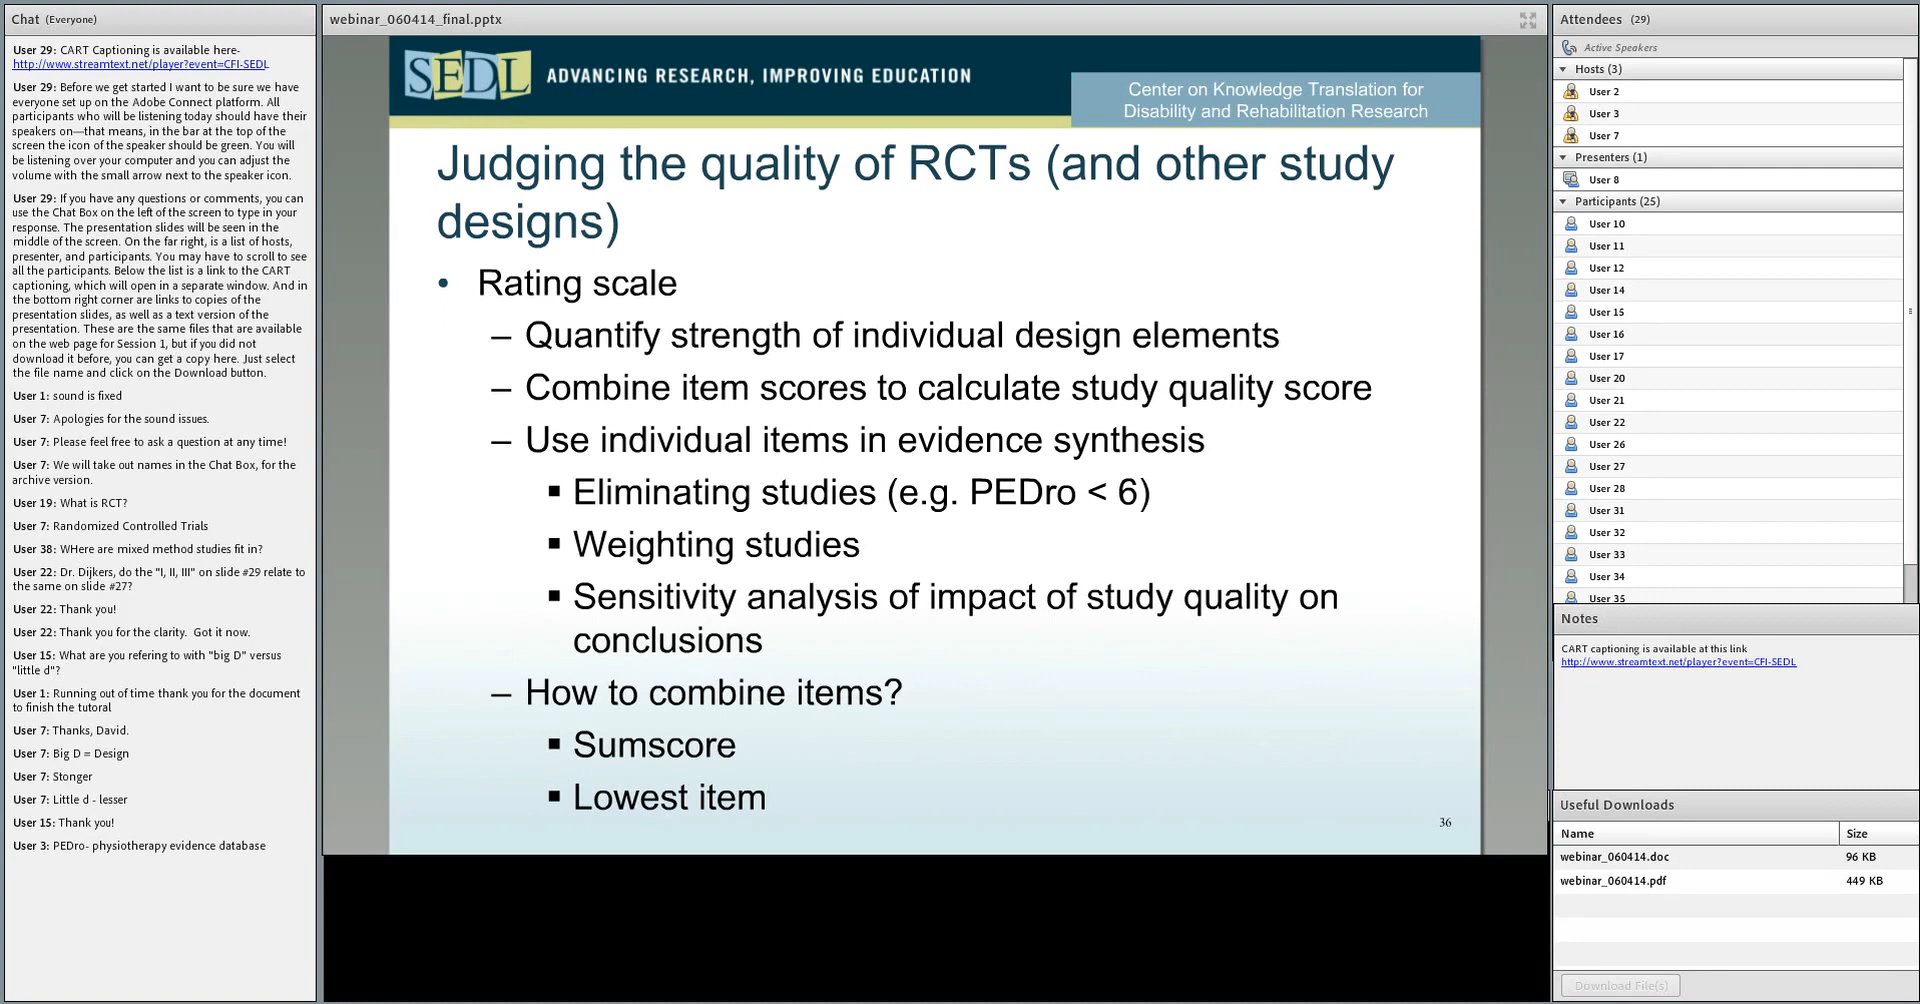 Chat (Everyone)
User 29: CART Captioning is available here-
http://www.streamtext.net/player?event=CFI-SEDL
User 29: Before we get started I want to be sure we have
everyone set up on the Adobe Connect platform. All
participants who will be listening today should have their
speakers on—that means, in the bar at the top of the
screen the icon of the speaker should be green. You will
be listening over your computer and you can adjust the
volume with the small arrow next to the speaker icon.
User 29: If you have any questions or comments, you can
use the Chat Box on the left of the screen to type in your
response. The presentation slides will be seen in the
middle of the screen. On the far right, is a list of hosts,
presenter, and participants. You may have to scroll to see
all the participants. Below the list is a link to the CART
captioning, which will open in a separate window. And in
the bottom right corner are links to copies of the
presentation slides, as well as a text version of the
presentation. These are the same files that are available
on the web page for Session 1, but if you did not
download it before, you can get a copy here. Just select
the file name and click on the Download button.
User 1: sound is fixed
User 7: Apologies for the sound issues.
User 7: Please feel free to ask a question at any time!
User 7: We will take out names in the Chat Box, for the
archive version.
User 19: What is RCT?
User 7: Randomized Controlled Trials
User 38: WHere are mixed method studies fit in?
User 22: Dr. Dijkers, do the "I, II, III" on slide #29 relate to
the same on slide #27?
User 22: Thank you!
User 22: Thank you for the clarity. Got it now.
User 15: What are you refering to with "big D" versus
"little d"?
User 1: Running out of time thank you for the document
to finish the tutoral
User 7: Thanks, David.
User 7: Big D = Design
User 7: Stonger
User 7: Little d - lesser
User 15: Thank you!
User 3: PEDro- physiotherapy evidence database
webinar_060414_final.pptx
SEDL ADVANCING RESEARCH, IMPROVING EDUCATION
Center on Knowledge Translation for
Disability and Rehabilitation Research
Judging the quality of RCTs (and other study
designs)
• Rating scale
– Quantify strength of individual design elements
– Combine item scores to calculate study quality score
– Use individual items in evidence synthesis
▪ Eliminating studies (e.g. PEDro < 6)
▪ Weighting studies
▪ Sensitivity analysis of impact of study quality on
conclusions
– How to combine items?
▪ Sumscore
▪ Lowest item
36
Attendees (29)
Active Speakers
Hosts (3)
User 2
User 3
User 7
Presenters (1)
User 8
Participants (25)
User 10
User 11
User 12
User 14
User 15
User 16
User 17
User 20
User 21
User 22
User 26
User 27
User 28
User 31
User 32
User 33
User 34
User 35
Notes
CART captioning is available at this link
http://www.streamtext.net/player?event=CFI-SEDL
Useful Downloads
Name Size
webinar_060414.doc 96 KB
webinar_060414.pdf 449 KB
Download File(s)